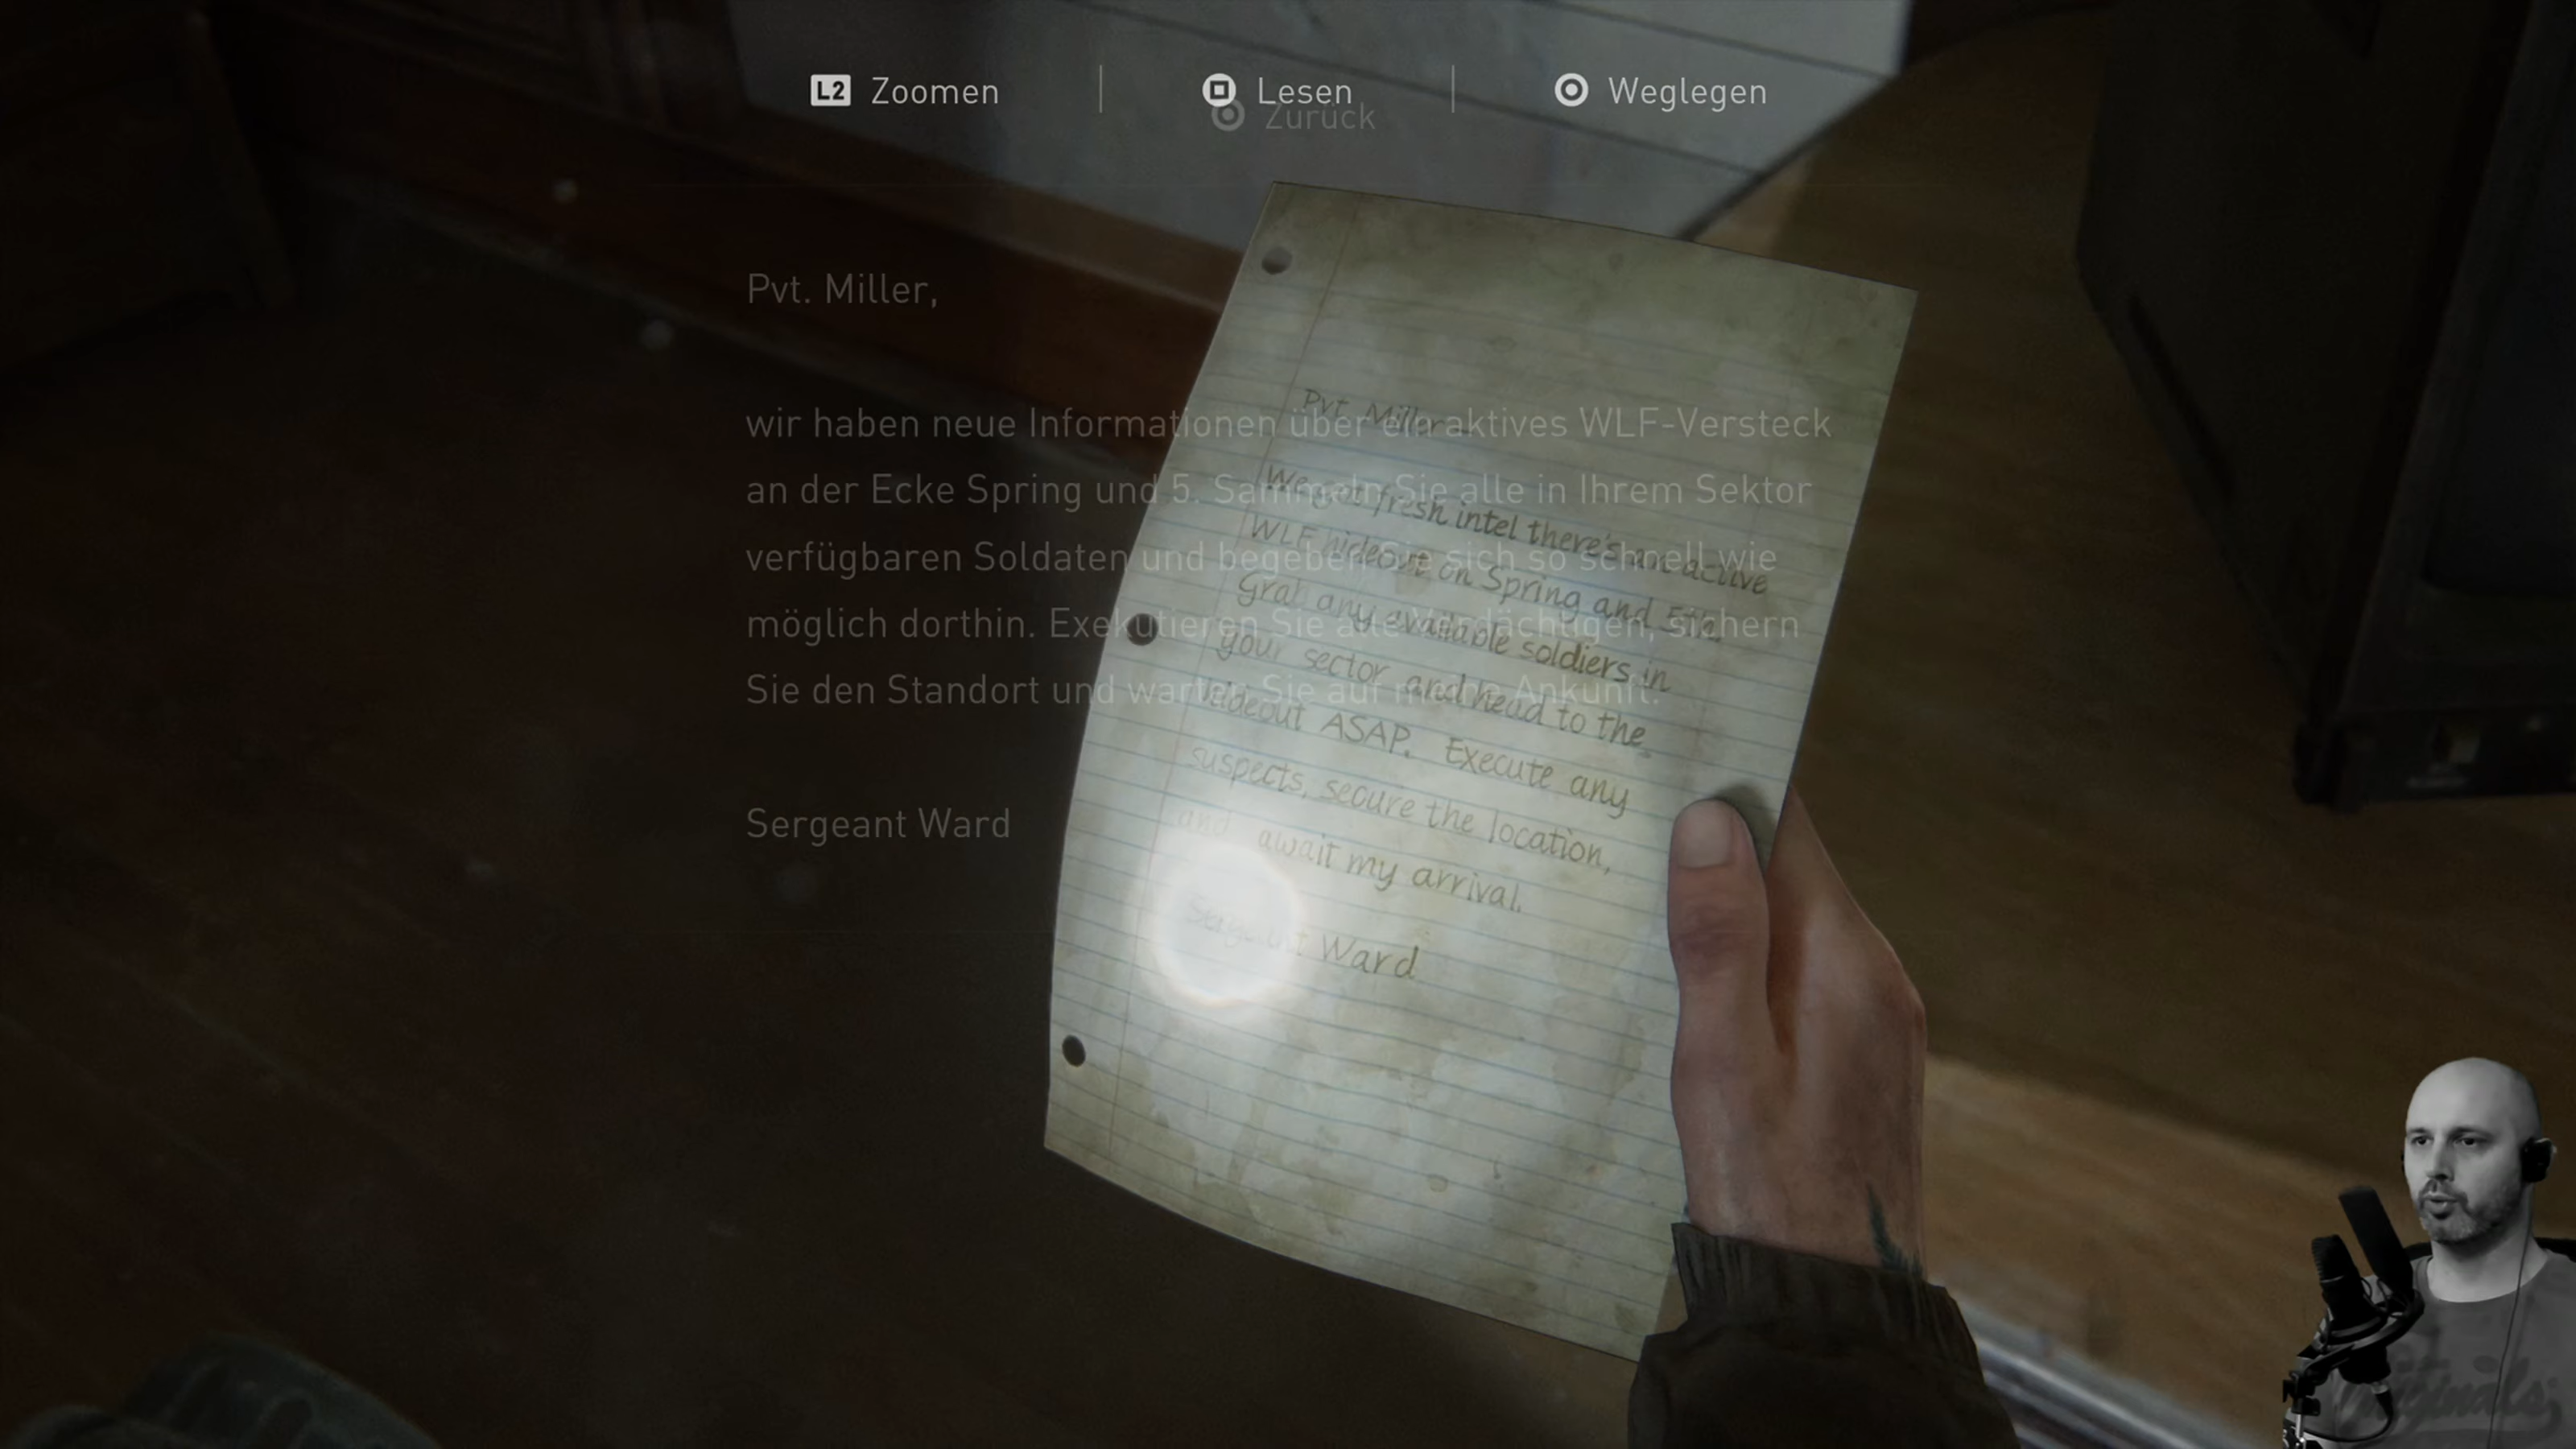 L2 Zoomen
Lesen
Weglegen
Zurück
Pvt. Miller,
wir haben neue Informationen über ein aktives WLF-Versteck
an der Ecke Spring und 5. Sammeln Sie alle in Ihrem Sektor
verfügbaren Soldaten und begeben Sie sich so schnell wie
möglich dorthin. Exekutieren Sie alle Verdächtigen, sichern
Sie den Standort und warten Sie auf meine Ankunft.
Sergeant Ward
Pvt. Miller
We got fresh intel there's an active
WLF hideout on Spring and 5th.
Grab any available soldiers in
your sector and head to the
hideout ASAP. Execute any
suspects, secure the location,
and await my arrival.
Sergeant Ward